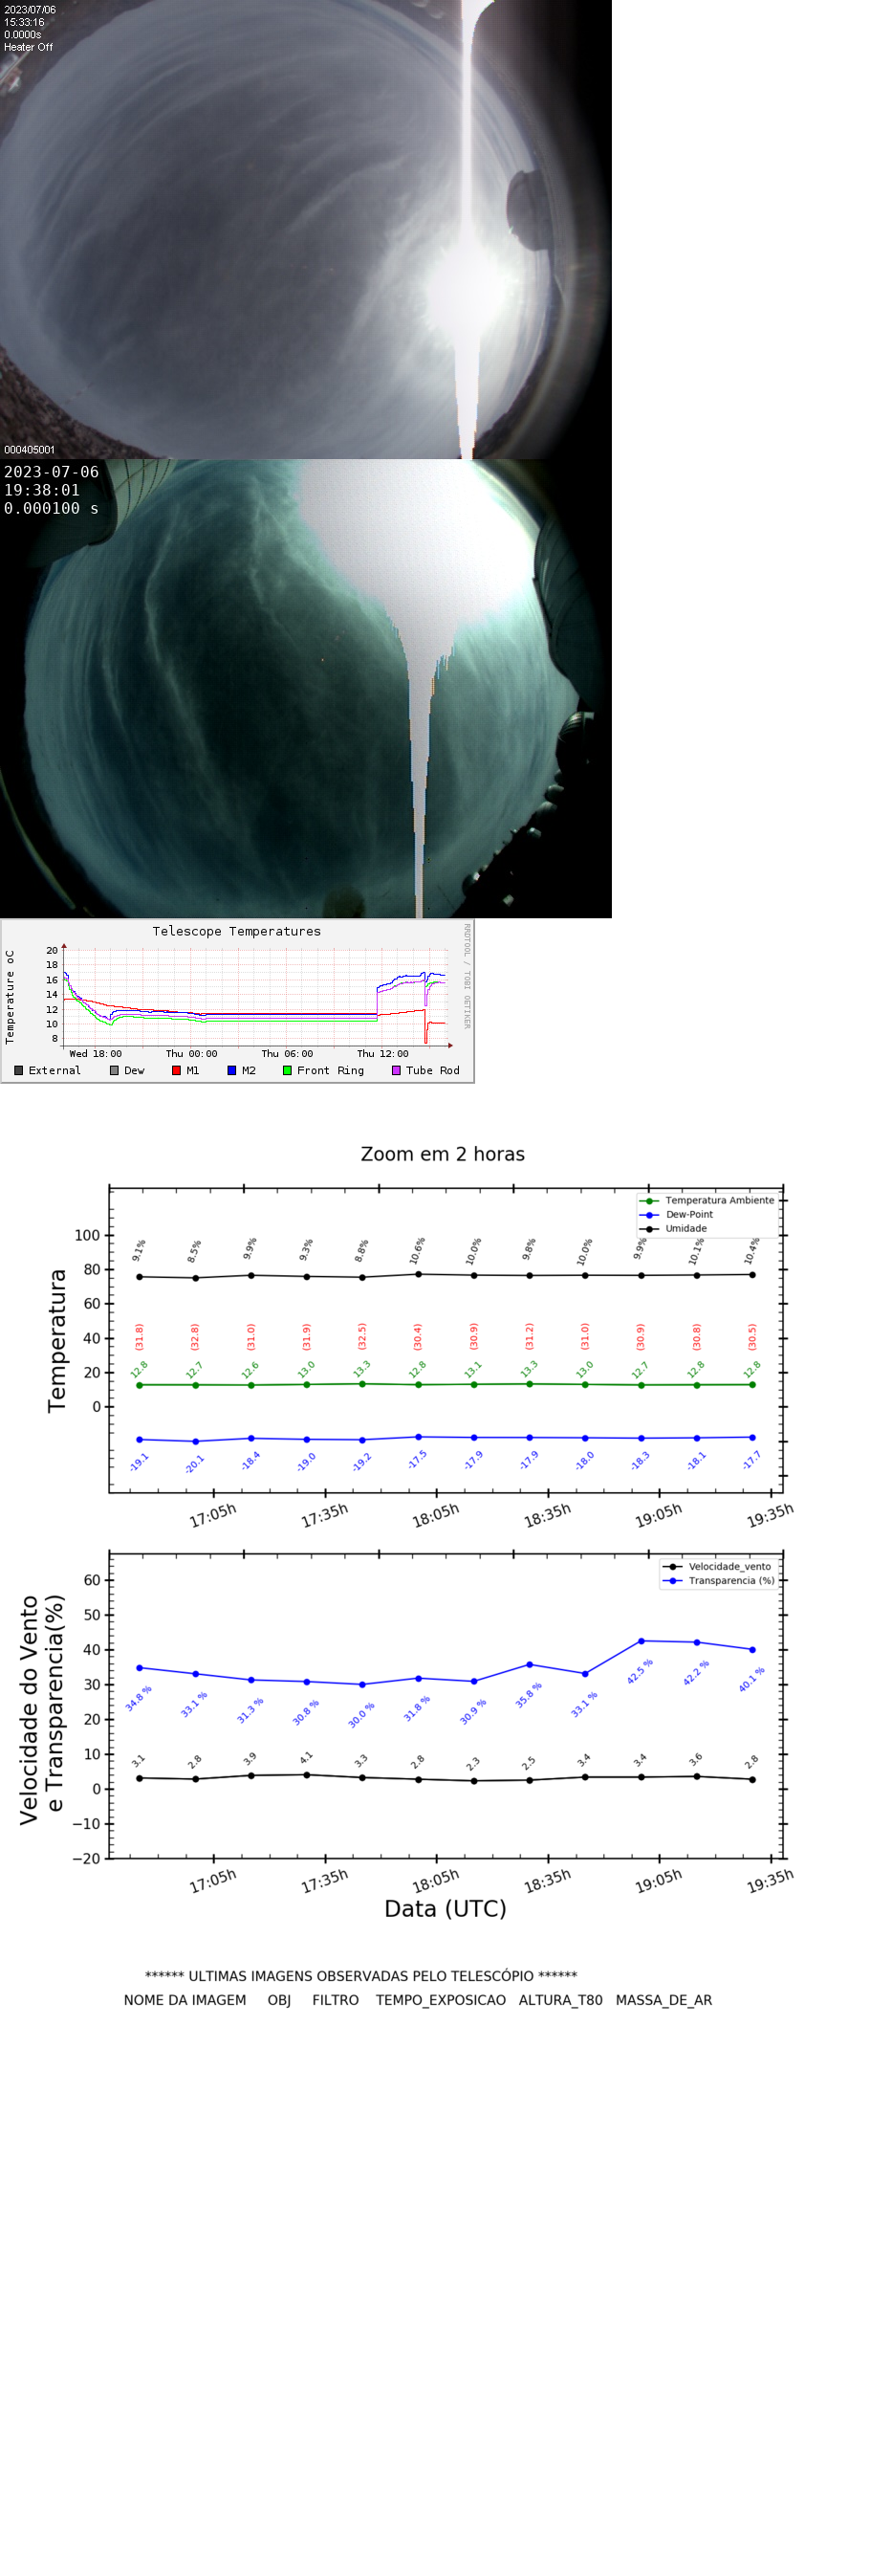 2023/07/06
15:33:16
0.0000s
Heater Off
000405001
2023-07-06
19:38:01
0.000100 s
Telescope Temperatures
RRDTOOL / TOBI OETIKER
Temperature oC
20
18
16
14
12
10
8
Wed 18:00 Thu 00:00 Thu 06:00 Thu 12:00
External Dew M1 M2 Front Ring Tube Rod
Zoom em 2 horas
Temperatura Ambiente
Dew-Point
Umidade
Temperatura
100
80
60
40
20
0
9.1% 8.5% 9.9% 9.3% 8.8% 10.6% 10.0% 9.8% 10.0% 9.9% 10.1% 10.4%
(31.8) (32.8) (31.0) (31.9) (32.5) (30.4) (30.9) (31.2) (31.0) (30.9) (30.8) (30.5)
12.8 12.7 12.6 13.0 13.3 12.8 13.1 13.3 13.0 12.7 12.8 12.8
-19.1 -20.1 -18.4 -19.0 -19.2 -17.5 -17.9 -17.9 -18.0 -18.3 -18.1 -17.7
17:05h 17:35h 18:05h 18:35h 19:05h 19:35h
Velocidade_vento
Transparencia (%)
Velocidade do Vento
e Transparencia(%)
60
50
40
30
20
10
0
−10
−20
34.8 % 33.1 % 31.3 % 30.8 % 30.0 % 31.8 % 30.9 % 35.8 % 33.1 % 42.5 % 42.2 % 40.1 %
3.1 2.8 3.9 4.1 3.3 2.8 2.3 2.5 3.4 3.4 3.6 2.8
17:05h 17:35h 18:05h 18:35h 19:05h 19:35h
Data (UTC)
****** ULTIMAS IMAGENS OBSERVADAS PELO TELESCÓPIO ******
NOME DA IMAGEM OBJ FILTRO TEMPO_EXPOSICAO ALTURA_T80 MASSA_DE_AR